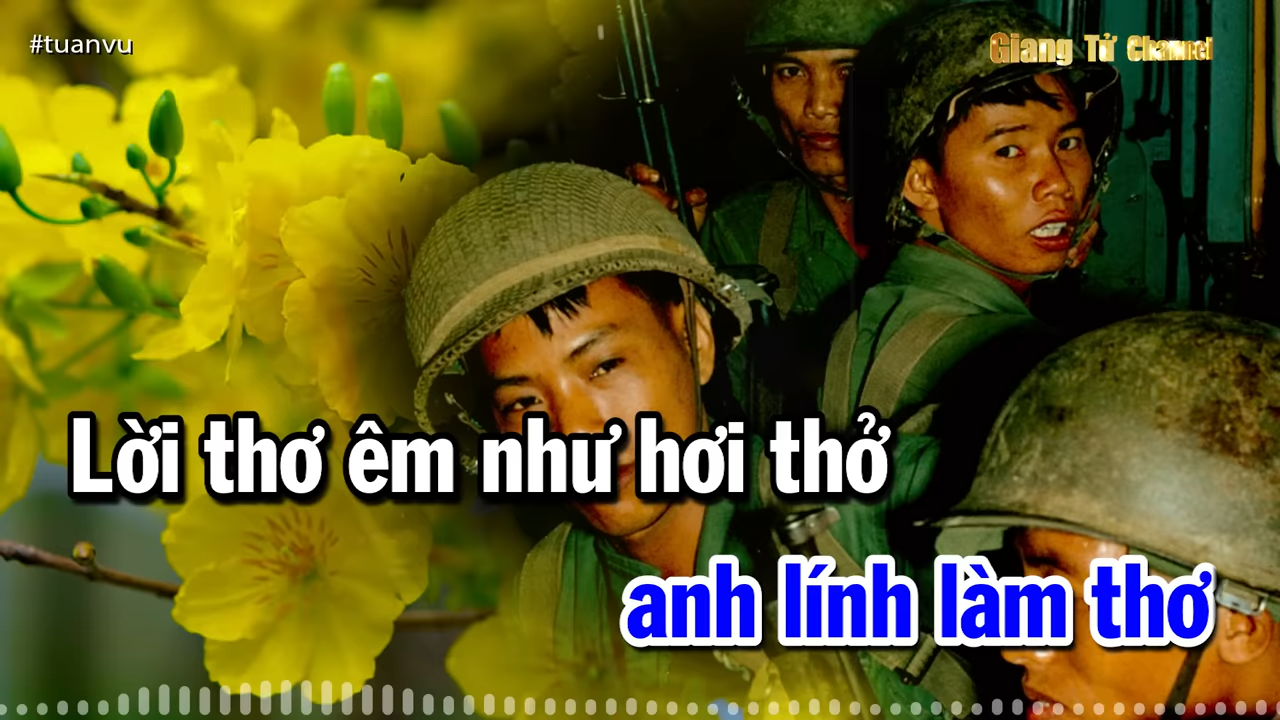 #tuanvu
Giang Tử Channel
Lời thơ êm như hơi thở
anh lính làm thơ